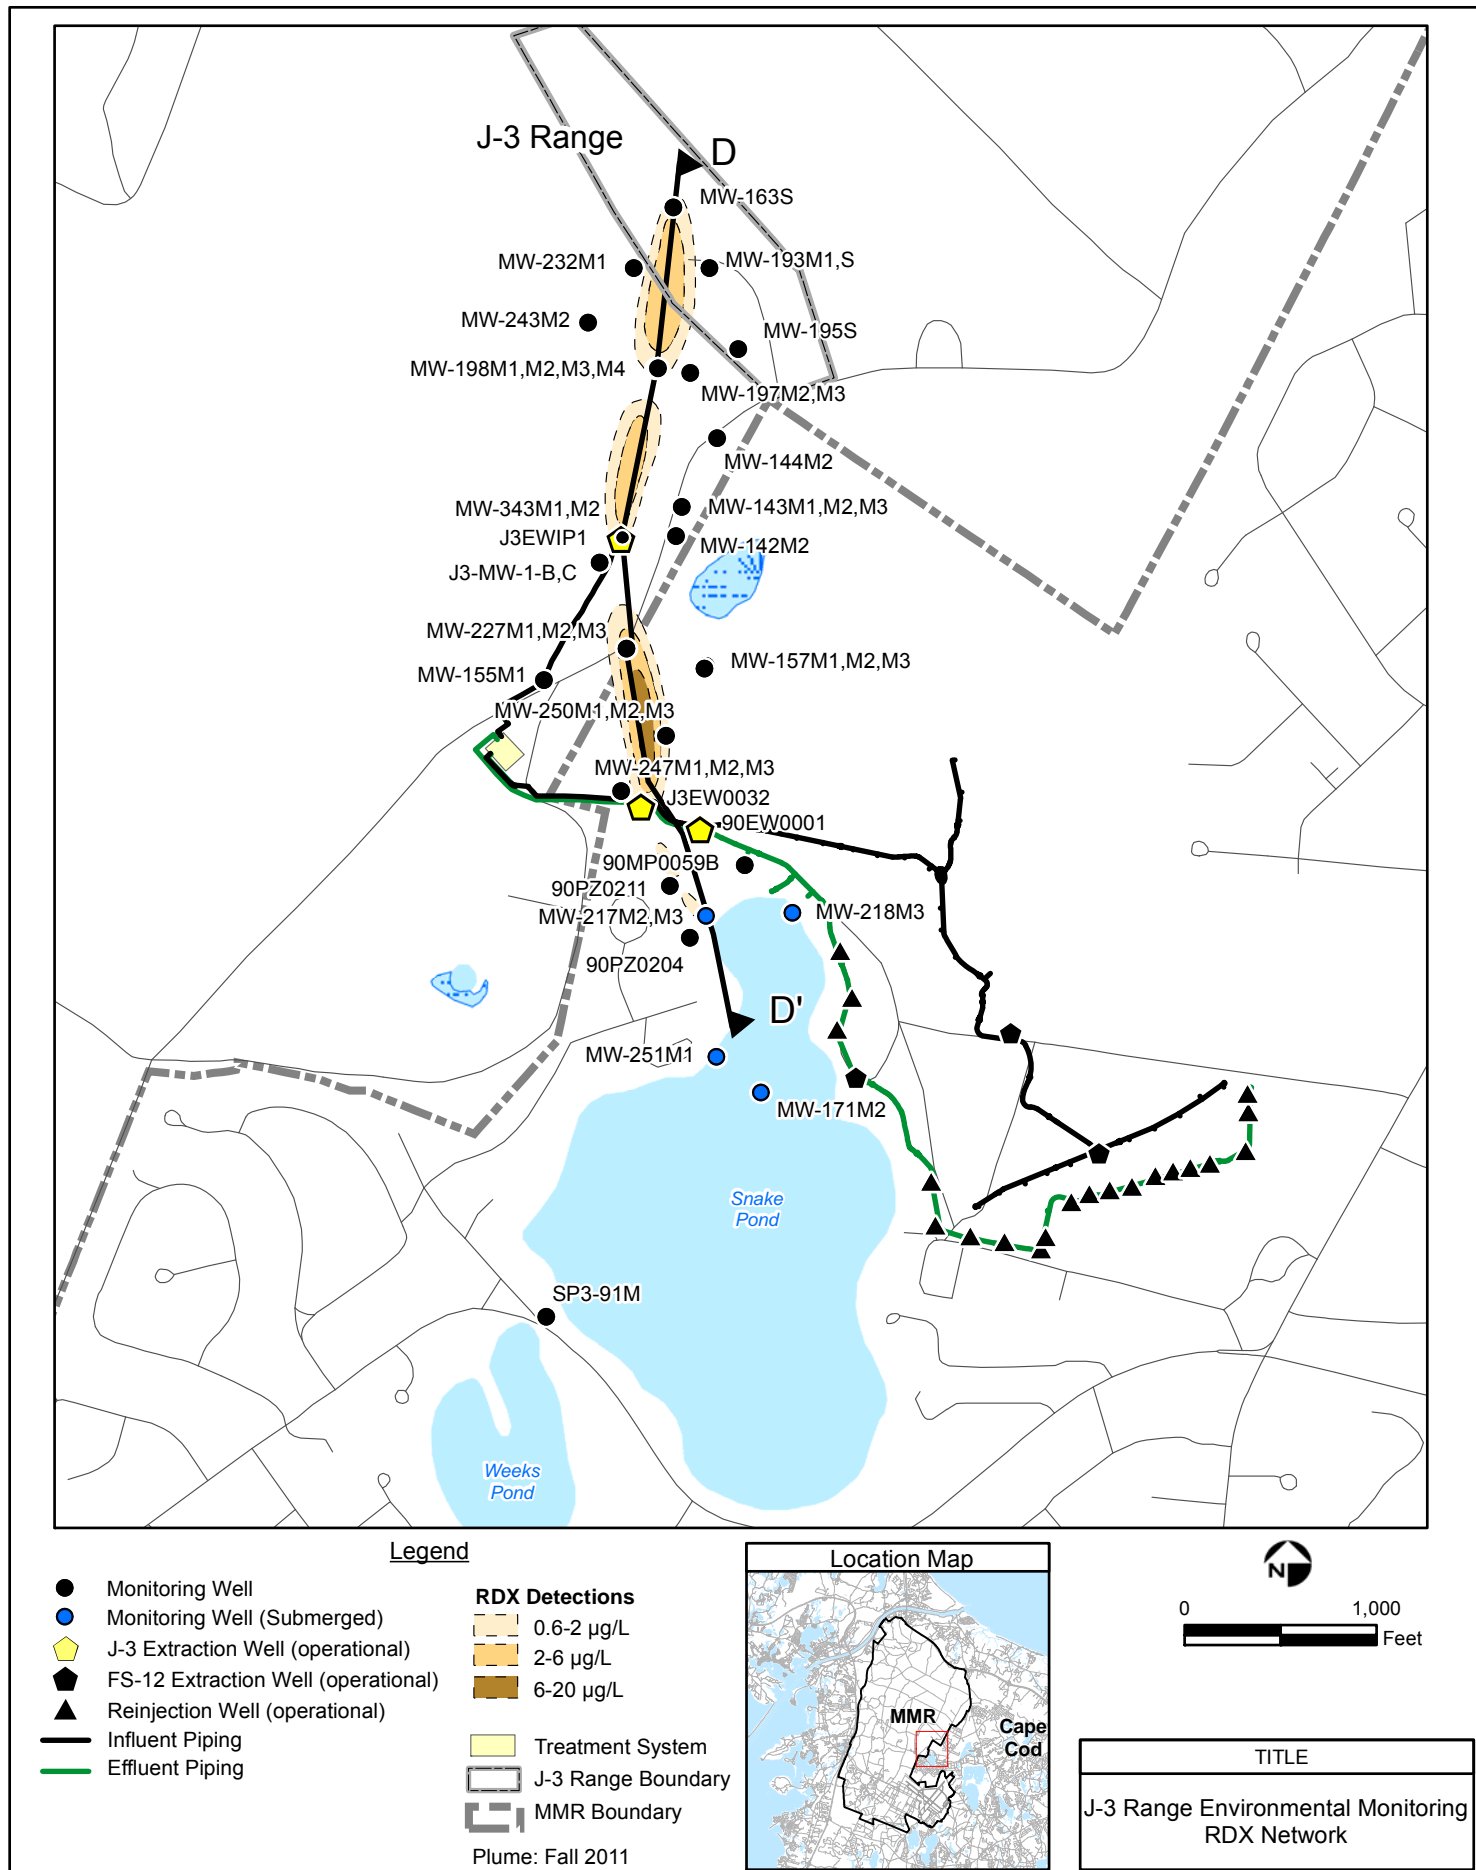 J-3 Range
D
MW-163S
MW-232M1
MW-193M1,S
MW-243M2
MW-195S
MW-198M1,M2,M3,M4
MW-197M2,M3
MW-144M2
MW-343M1,M2
MW-143M1,M2,M3
J3EWIP1
MW-142M2
J3-MW-1-B,C
MW-227M1,M2,M3
MW-157M1,M2,M3
MW-155M1
MW-250M1,M2,M3
MW-247M1,M2,M3
J3EW0032
90EW0001
90MP0059B
90PZ0211
MW-217M2,M3
MW-218M3
90PZ0204
D'
MW-251M1
MW-171M2
Snake
Pond
SP3-91M
Weeks
Pond
Legend
Monitoring Well
Monitoring Well (Submerged)
J-3 Extraction Well (operational)
FS-12 Extraction Well (operational)
Reinjection Well (operational)
Influent Piping
Effluent Piping
RDX Detections
0.6-2 µg/L
2-6 µg/L
6-20 µg/L
Treatment System
J-3 Range Boundary
MMR Boundary
Plume: Fall 2011
Location Map
MMR
Cape
Cod
N
0 1,000
Feet
TITLE
J-3 Range Environmental Monitoring
RDX Network